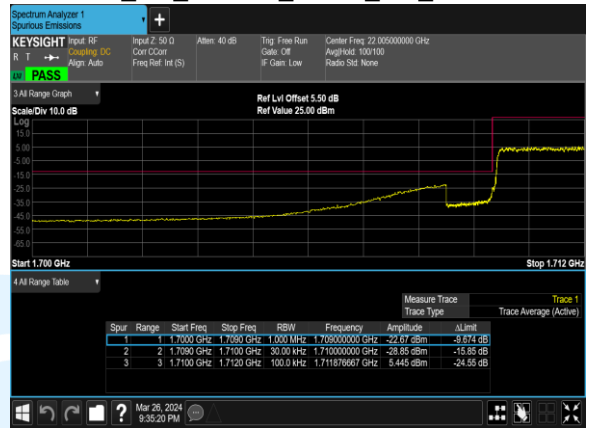 Spectrum Analyzer 1
Spurious Emissions
+
KEYSIGHT Input: RF Input Z: 50 Ω Atten: 40 dB Trig: Free Run Center Freq: 22.005000000 GHz
R T Coupling: DC Corr CCorr Gate: Off Avg|Hold: 100/100
Align: Auto Freq Ref: Int (S) IF Gain: Low Radio Std: None
LW PASS
3 All Range Graph
Ref Lvl Offset 5.50 dB
Scale/Div 10.0 dB Ref Value 25.00 dBm
Log
15.0
5.00
-5.00
-15.0
-25.0
-35.0
-45.0
-55.0
-65.0
Start 1.700 GHz Stop 1.712 GHz
4 All Range Table
Measure Trace Trace 1
Trace Type Trace Average (Active)
Spur Range Start Freq Stop Freq RBW Frequency Amplitude ΔLimit
1 1 1.7000 GHz 1.7090 GHz 1.000 MHz 1.709000000 GHz -22.67 dBm -9.674 dB
2 2 1.7090 GHz 1.7100 GHz 30.00 kHz 1.710000000 GHz -28.85 dBm -15.85 dB
3 3 1.7100 GHz 1.7120 GHz 100.0 kHz 1.711876667 GHz 5.445 dBm -24.55 dB
? Mar 26, 2024
9:35:20 PM